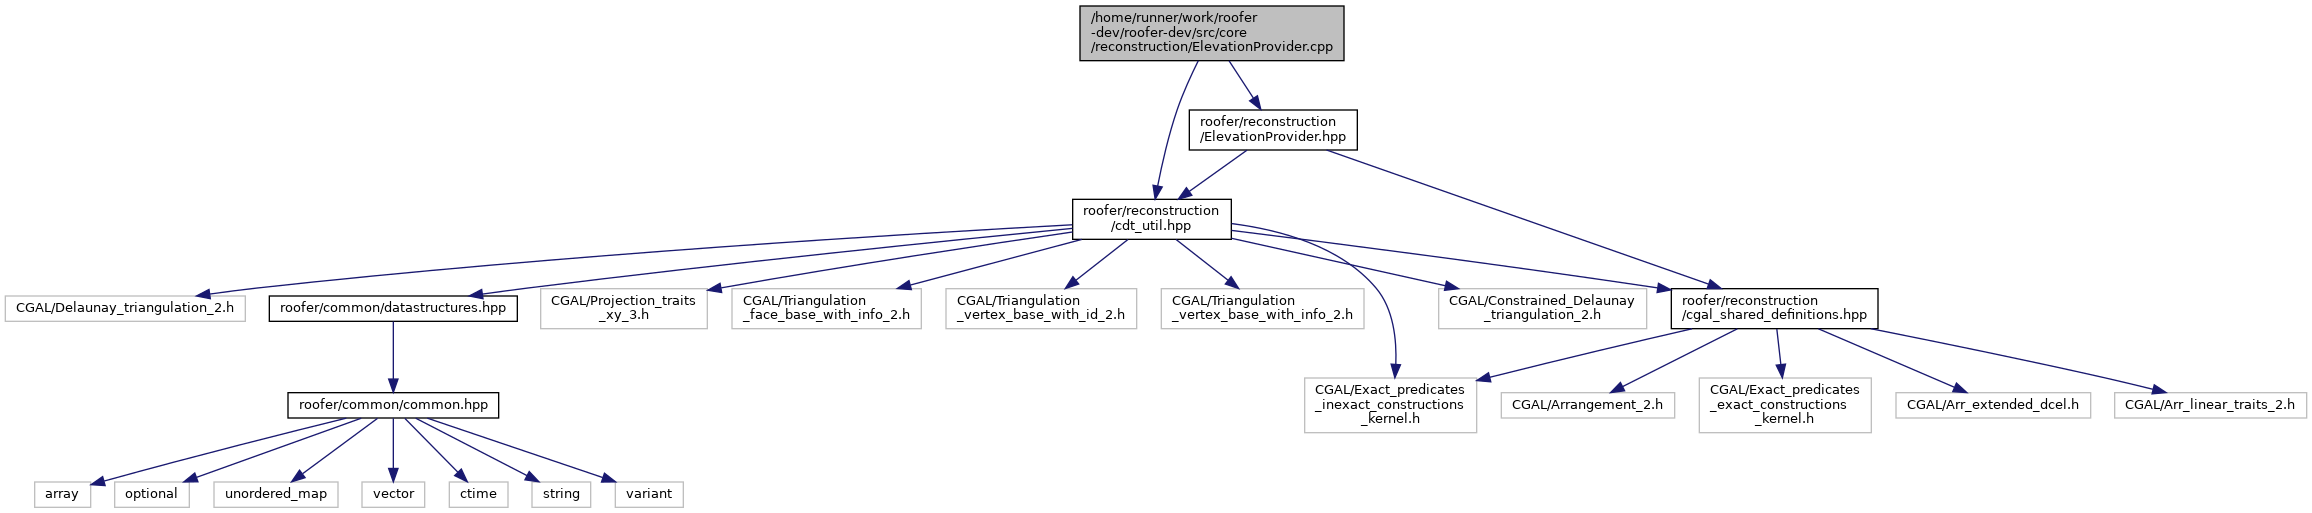 /home/runner/work/roofer
-dev/roofer-dev/src/core
/reconstruction/ElevationProvider.cpp
roofer/reconstruction
/ElevationProvider.hpp
roofer/reconstruction
/cdt_util.hpp
CGAL/Delaunay_triangulation_2.h
roofer/common/datastructures.hpp
CGAL/Projection_traits
_xy_3.h
CGAL/Triangulation
_face_base_with_info_2.h
CGAL/Triangulation
_vertex_base_with_id_2.h
CGAL/Triangulation
_vertex_base_with_info_2.h
CGAL/Constrained_Delaunay
_triangulation_2.h
roofer/reconstruction
/cgal_shared_definitions.hpp
roofer/common/common.hpp
CGAL/Exact_predicates
_inexact_constructions
_kernel.h
CGAL/Arrangement_2.h
CGAL/Exact_predicates
_exact_constructions
_kernel.h
CGAL/Arr_extended_dcel.h
CGAL/Arr_linear_traits_2.h
array
optional
unordered_map
vector
ctime
string
variant